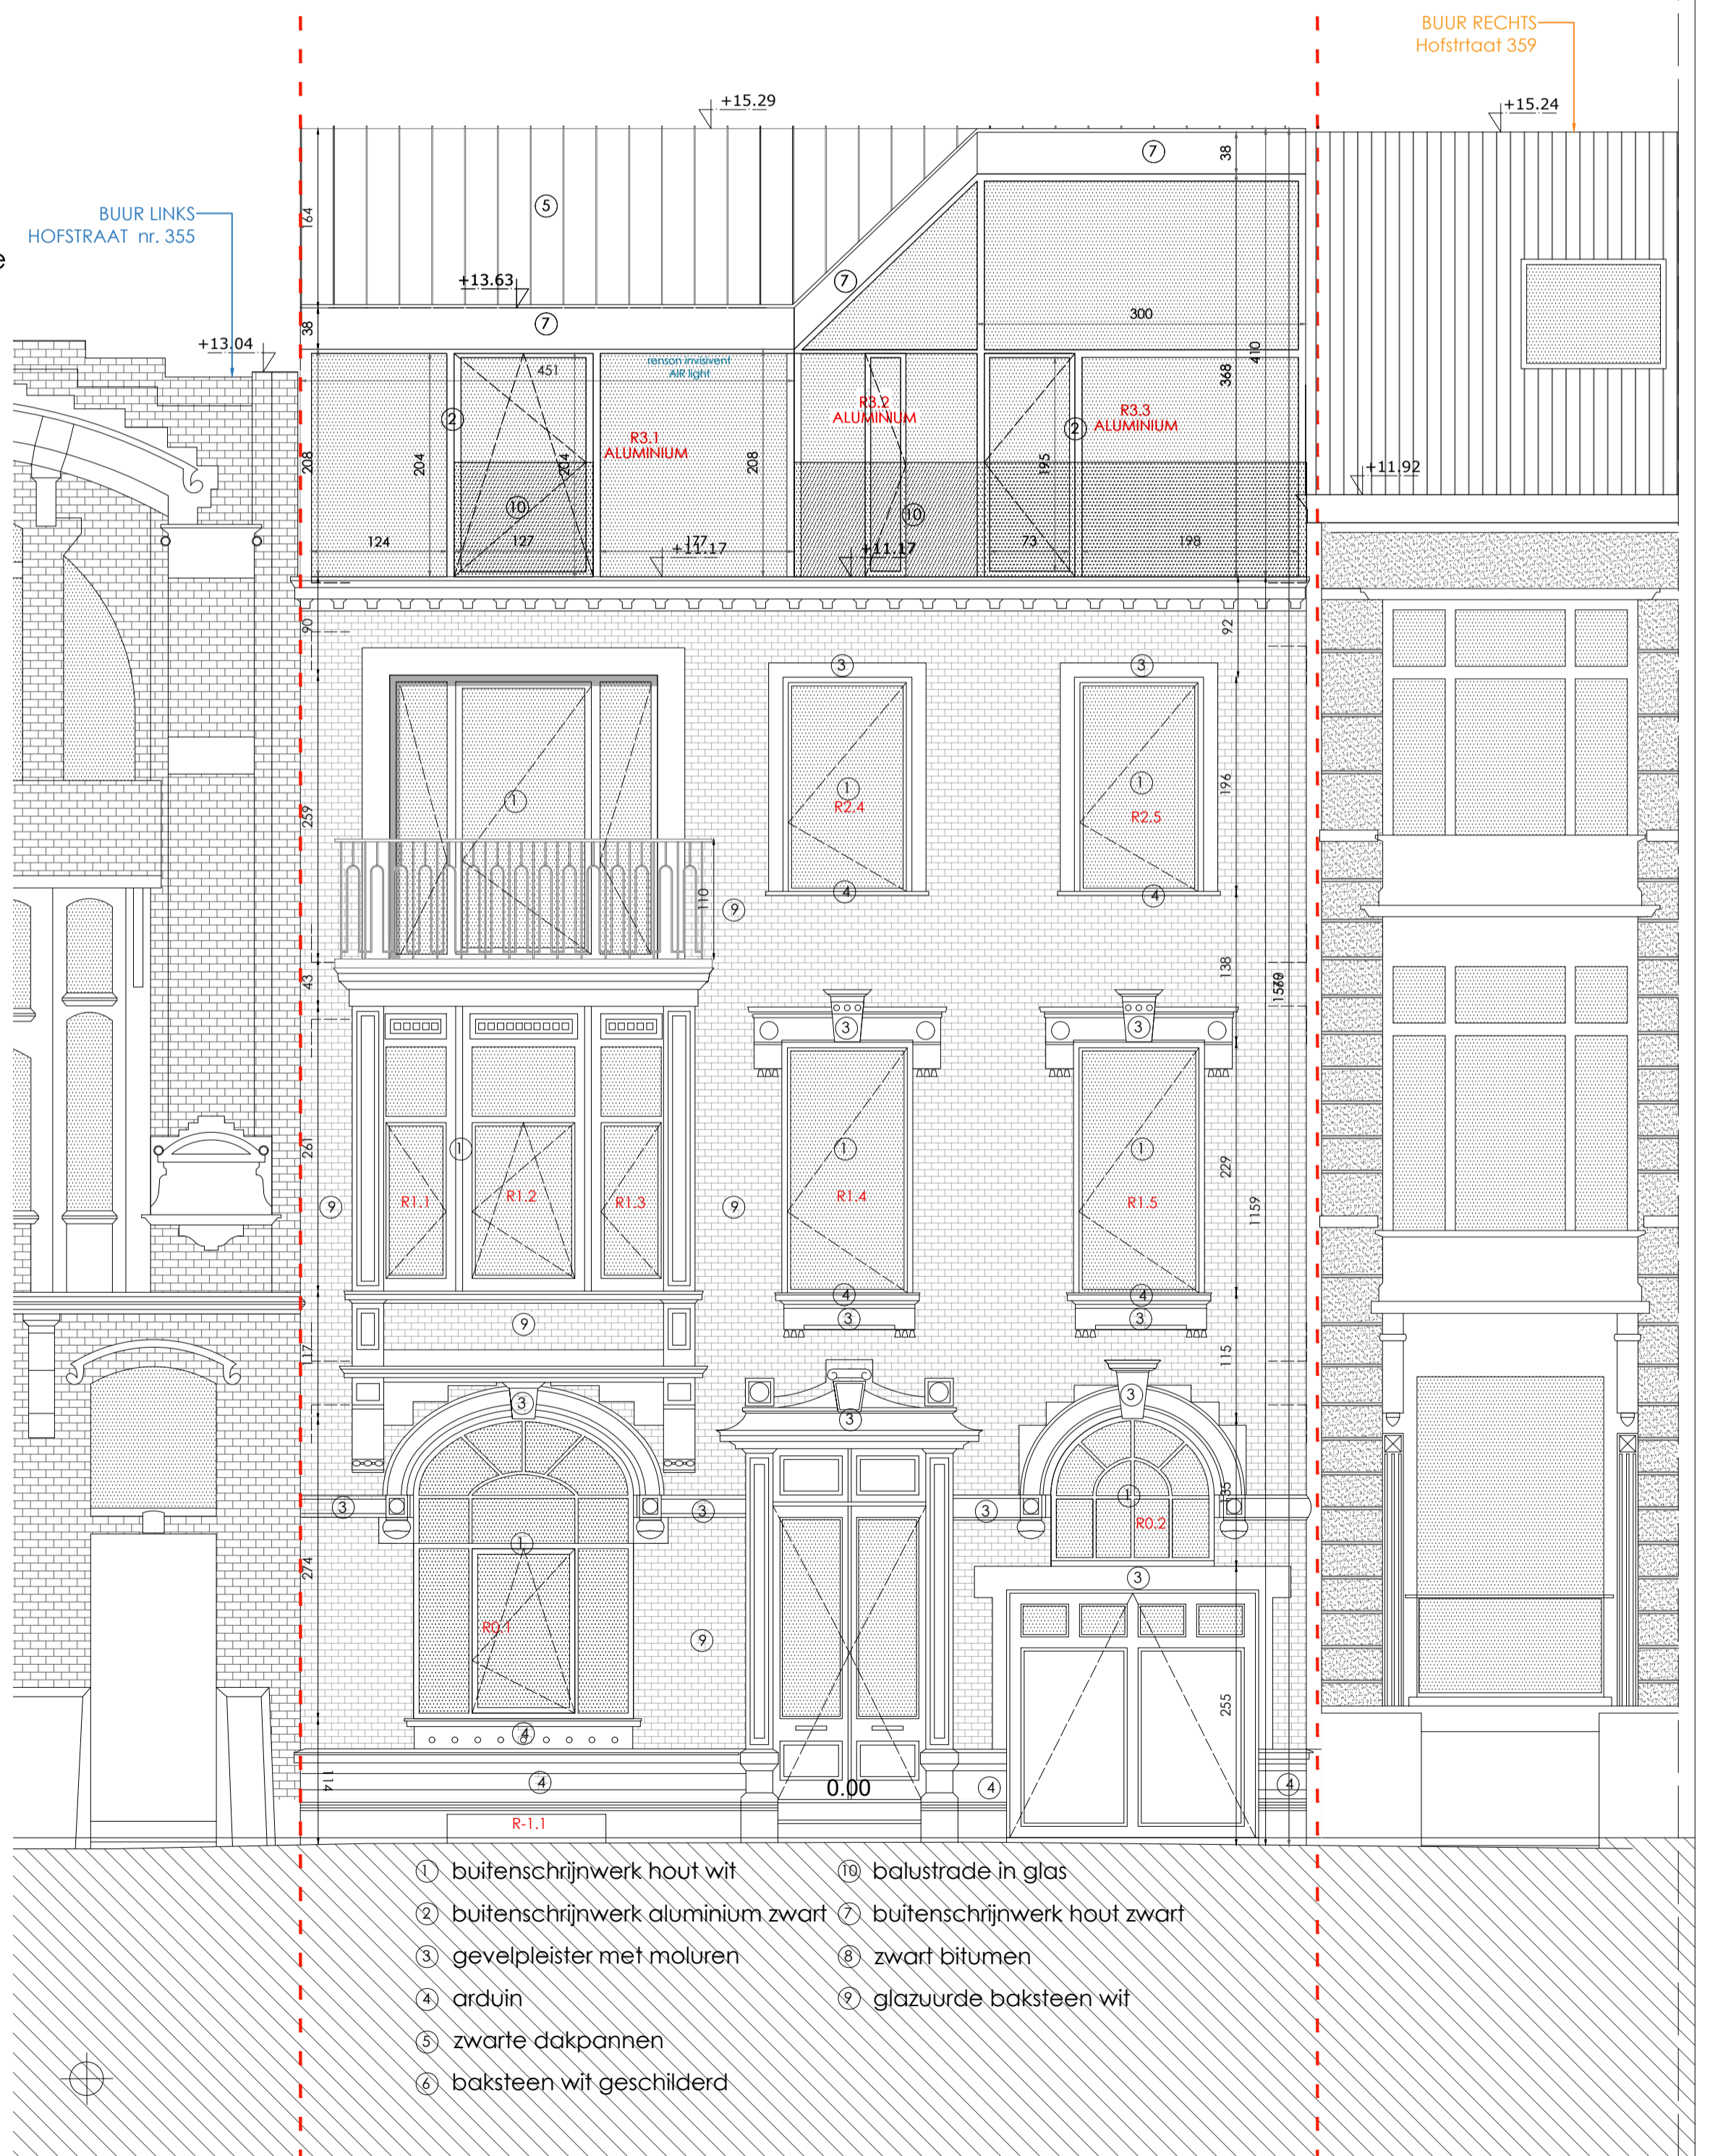 BUUR RECHTS
Hofstrtaat 359
+15.29
+15.24
7
38
164
5
BUUR LINKS
HOFSTRAAT nr. 355
e
+13.63
7
300
38
7
+13.04
410
renson invisivent
AIR light
451
368
R3.2
ALUMINIUM
R3.3
ALUMINIUM
2
2
R3.1
ALUMINIUM
208
204
204
208
195
+11.92
10
10
124
127
177
+11.17
+11.17
73
198
90
92
3
3
1
1
1
R2.4
R2.5
196
259
4
4
110
9
43
138
3
3
1
1
1
261
229
R1.1
R1.2
R1.3
R1.4
R1.5
9
9
1159
4
4
9
3
3
117
115
3
3
3
1
135
3
3
3
R0.2
1
274
3
R0.1
9
255
4
114
4
0.00
4
4
R-1.1
1 buitenschrijnwerk hout wit
2 buitenschrijnwerk aluminium zwart
3 gevelpleister met moluren
4 arduin
5 zwarte dakpannen
6 baksteen wit geschilderd
10 balustrade in glas
7 buitenschrijnwerk hout zwart
8 zwart bitumen
9 glazuurde baksteen wit